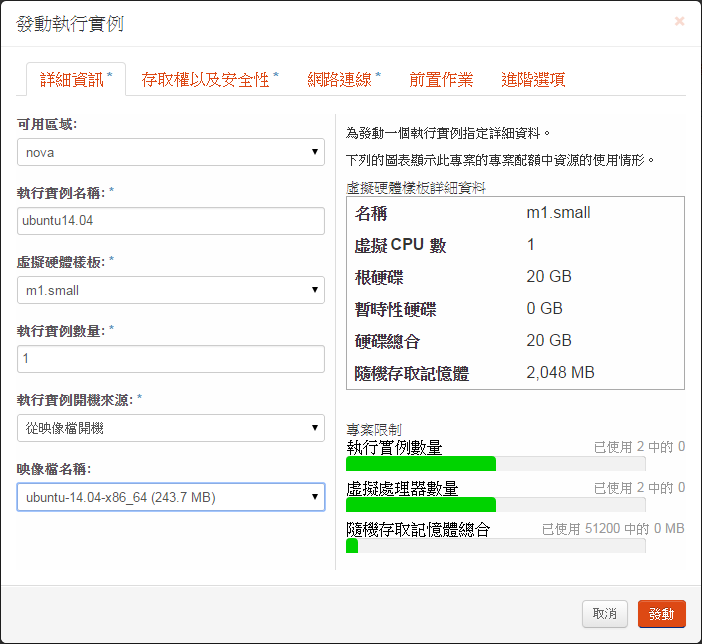 發動執行實例
×
詳細資訊* 存取權以及安全性* 網路連線* 前置作業 進階選項
可用區域:
nova
執行實例名稱: *
ubuntu14.04
虛擬硬體樣板: *
m1.small
執行實例數量: *
1
執行實例開機來源: *
從映像檔開機
映像檔名稱:
ubuntu-14.04-x86_64 (243.7 MB)
為發動一個執行實例指定詳細資料。
下列的圖表顯示此專案的專案配額中資源的使用情形。
虛擬硬體樣板詳細資料
名稱 m1.small
虛擬 CPU 數 1
根硬碟 20 GB
暫時性硬碟 0 GB
硬碟總合 20 GB
隨機存取記憶體 2,048 MB
專案限制
執行實例數量 已使用 2 中的 0
虛擬處理器數量 已使用 2 中的 0
隨機存取記憶體總合 已使用 51200 中的 0 MB
取消 發動